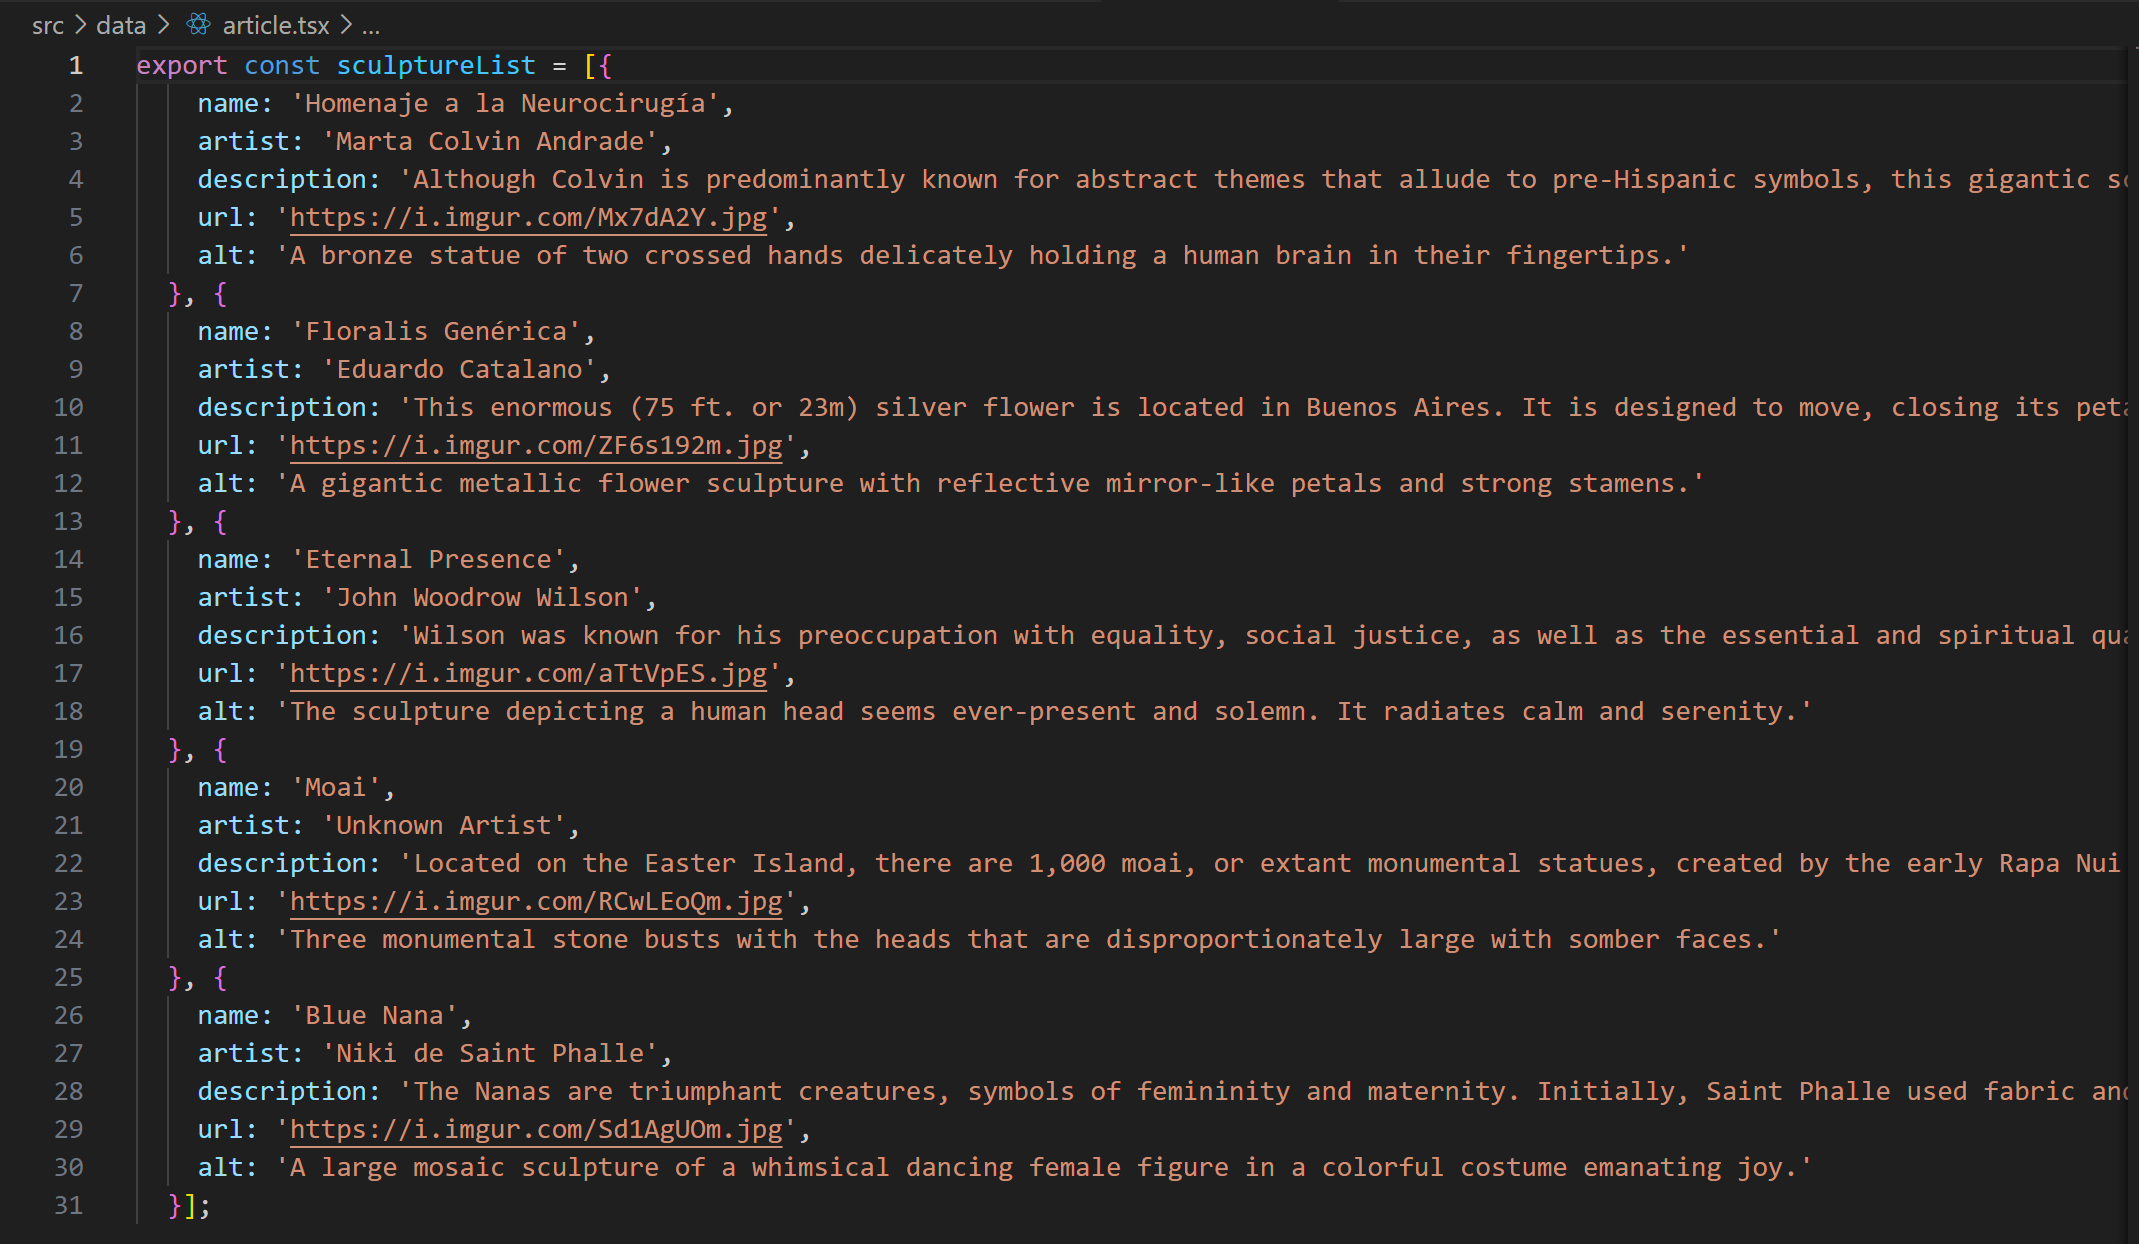 src > data > article.tsx > ...
1 export const sculptureList = [{
2 name: 'Homenaje a la Neurocirugía',
3 artist: 'Marta Colvin Andrade',
4 description: 'Although Colvin is predominantly known for abstract themes that allude to pre-Hispanic symbols, this gigantic
5 url: 'https://i.imgur.com/Mx7dA2Y.jpg',
6 alt: 'A bronze statue of two crossed hands delicately holding a human brain in their fingertips.'
7 }, {
8 name: 'Floralis Genérica',
9 artist: 'Eduardo Catalano',
10 description: 'This enormous (75 ft. or 23m) silver flower is located in Buenos Aires. It is designed to move, closing its
11 url: 'https://i.imgur.com/ZF6s192m.jpg',
12 alt: 'A gigantic metallic flower sculpture with reflective mirror-like petals and strong stamens.'
13 }, {
14 name: 'Eternal Presence',
15 artist: 'John Woodrow Wilson',
16 description: 'Wilson was known for his preoccupation with equality, social justice, as well as the essential and spiritual
17 url: 'https://i.imgur.com/aTtVpES.jpg',
18 alt: 'The sculpture depicting a human head seems ever-present and solemn. It radiates calm and serenity.'
19 }, {
20 name: 'Moai',
21 artist: 'Unknown Artist',
22 description: 'Located on the Easter Island, there are 1,000 moai, or extant monumental statues, created by the early Rapa Nui
23 url: 'https://i.imgur.com/RCwLEoQm.jpg',
24 alt: 'Three monumental stone busts with the heads that are disproportionately large with somber faces.'
25 }, {
26 name: 'Blue Nana',
27 artist: 'Niki de Saint Phalle',
28 description: 'The Nanas are triumphant creatures, symbols of femininity and maternity. Initially, Saint Phalle used fabric
29 url: 'https://i.imgur.com/Sd1AgUOm.jpg',
30 alt: 'A large mosaic sculpture of a whimsical dancing female figure in a colorful costume emanating joy.'
31 }];